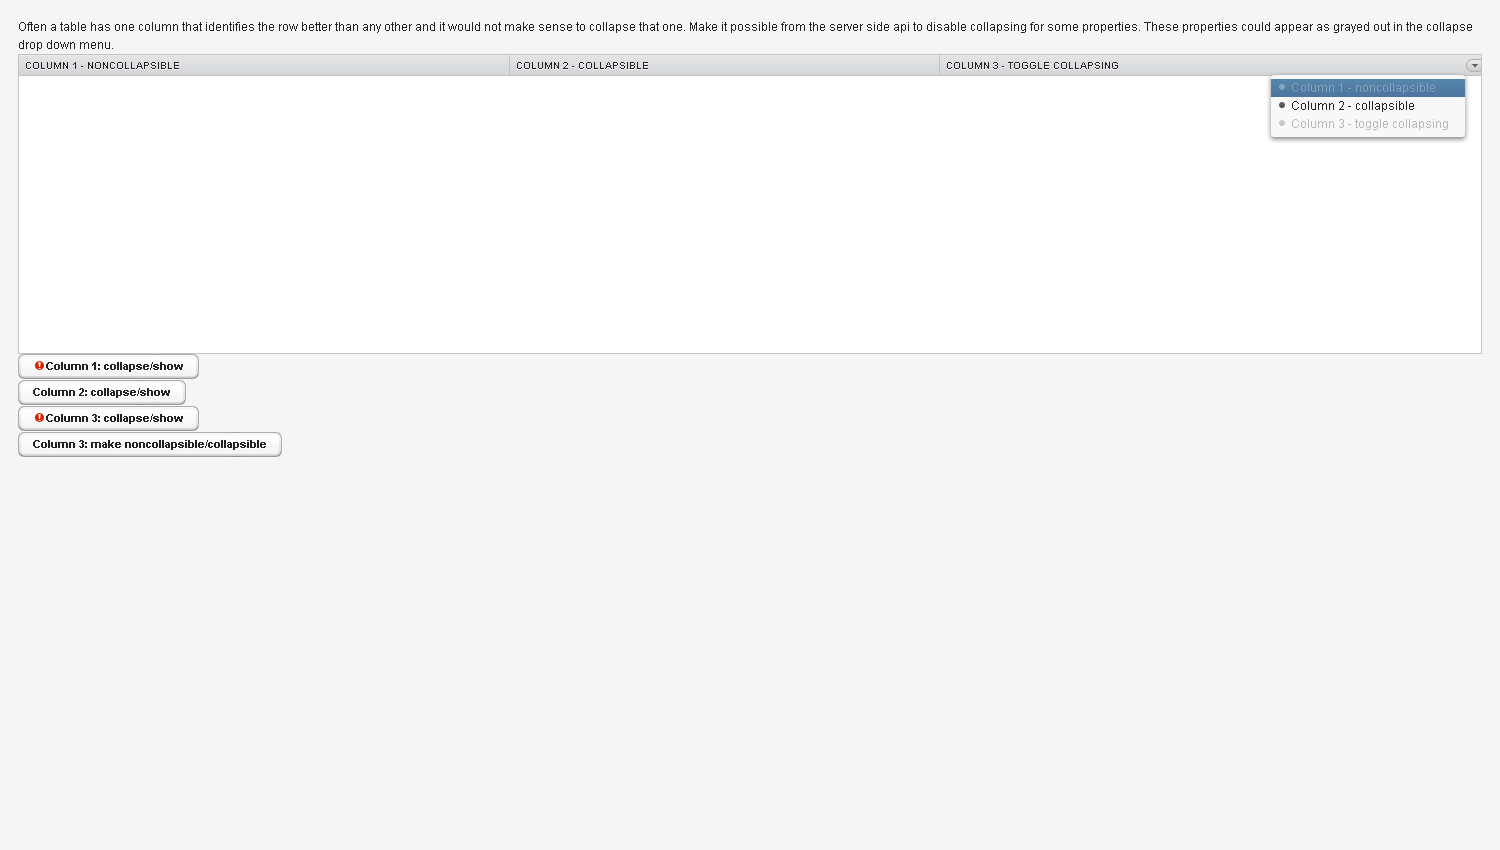 Often a table has one column that identifies the row better than any other and it would not make sense to collapse that one. Make it possible from the server side api to disable collapsing for some properties. These properties could appear as grayed out in the collapse
drop down menu.
COLUMN 1 - NONCOLLAPSIBLE
COLUMN 2 - COLLAPSIBLE
COLUMN 3 - TOGGLE COLLAPSING
Column 1 - noncollapsible
Column 2 - collapsible
Column 3 - toggle collapsing
Column 1: collapse/show
Column 2: collapse/show
Column 3: collapse/show
Column 3: make noncollapsible/collapsible